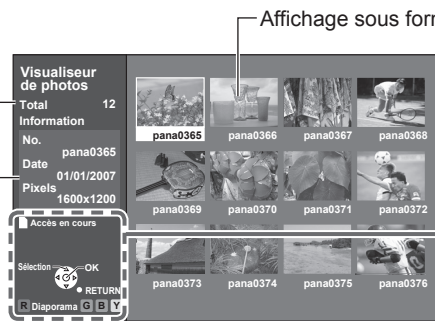 Affichage sous for
Visualiseur
de photos
Total 12
Information
No.
pana0365
Date
01/01/2007
Pixels
1600x1200
Accès en cours
Sélection OK
RETURN
R Diaporama G B Y
pana0365 pana0366 pana0367 pana0368
pana0369 pana0370 pana0371 pana0372
pana0373 pana0374 pana0375 pana0376